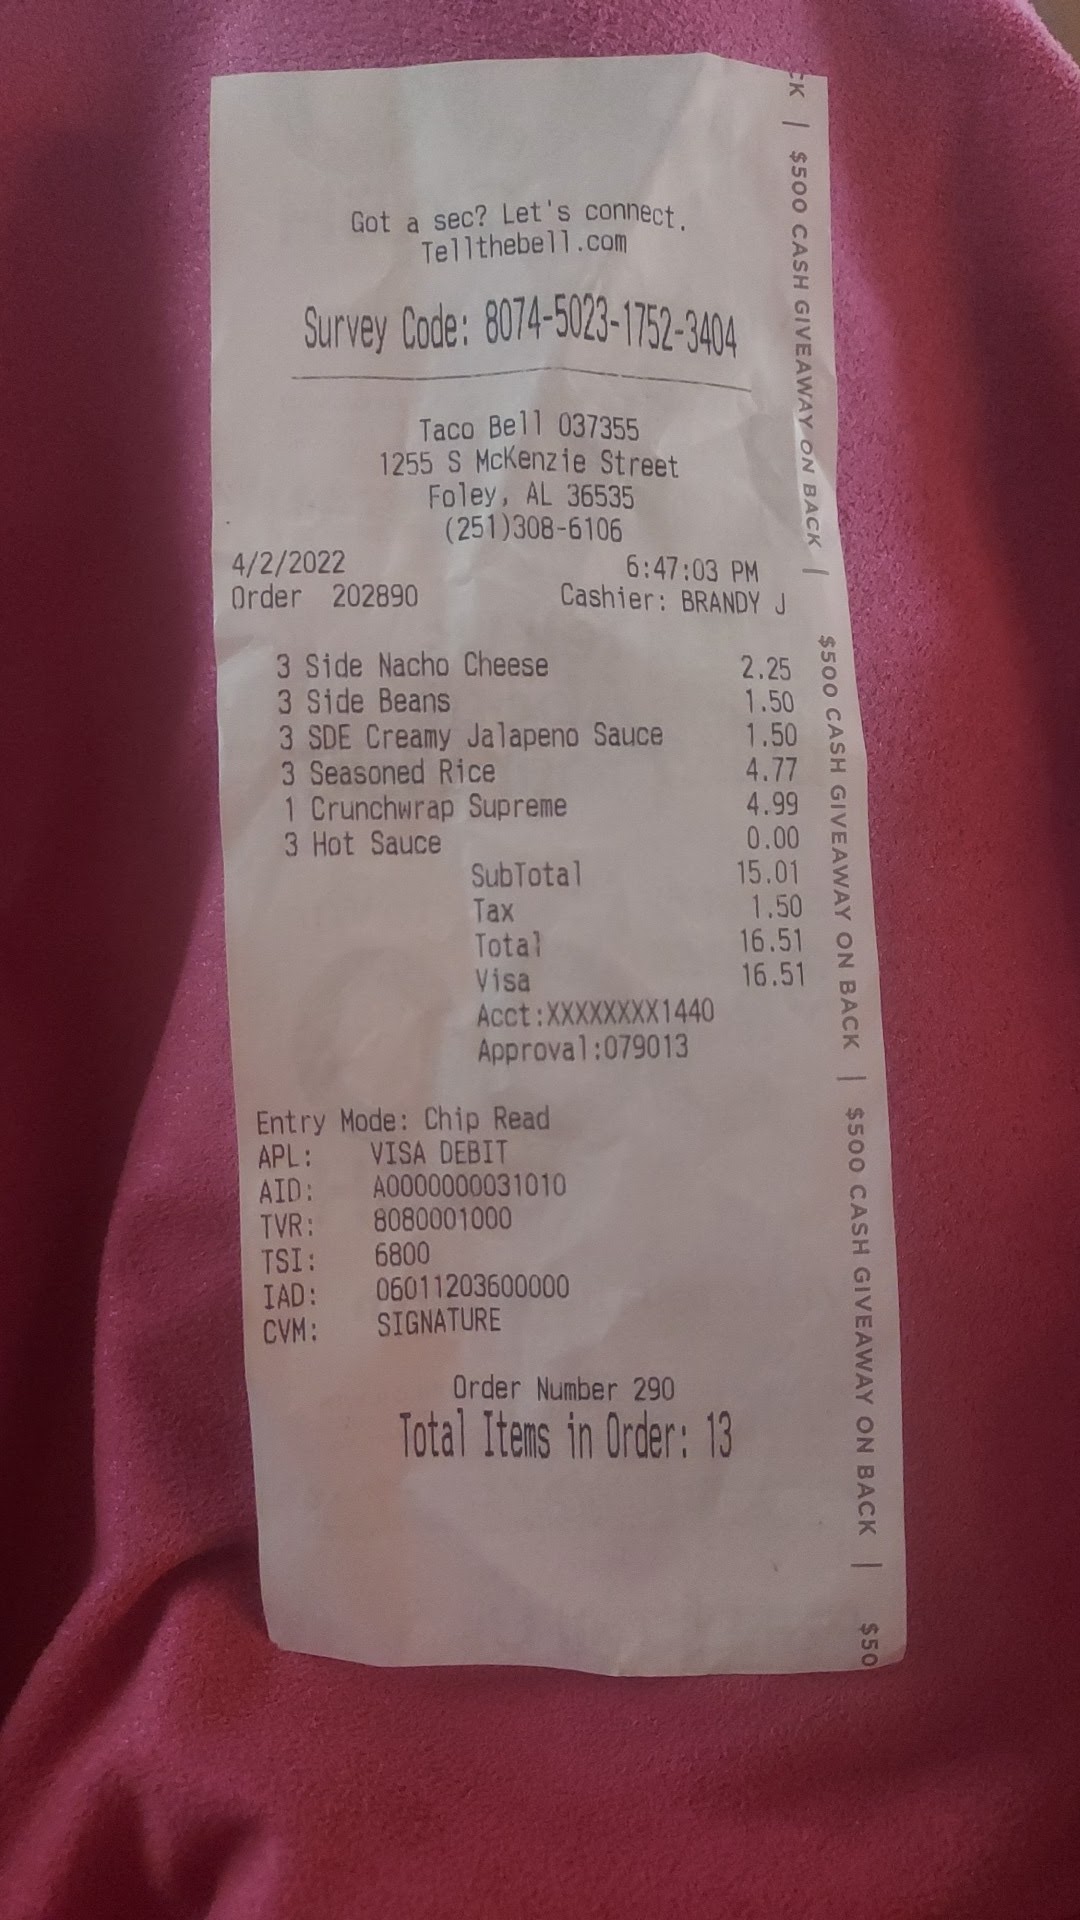 Got a sec? Let's connect.
Tellthebell.com
Survey Code: 8074-5023-1752-3404
Taco Bell 037355
1255 S McKenzie Street
Foley, AL 36535
(251)308-6106
4/2/2022 6:47:03 PM
Order 202890 Cashier: BRANDY J
3 Side Nacho Cheese 2.25
3 Side Beans 1.50
3 SDE Creamy Jalapeno Sauce 1.50
3 Seasoned Rice 4.77
1 Crunchwrap Supreme 4.99
3 Hot Sauce 0.00
SubTotal 15.01
Tax 1.50
Total 16.51
Visa 16.51
Acct:XXXXXXXX1440
Approval:079013
Entry Mode: Chip Read
APL: VISA DEBIT
AID: A0000000031010
TVR: 8080001000
TSI: 6800
IAD: 06011203600000
CVM: SIGNATURE
Order Number 290
Total Items in Order: 13
CK | $500 CASH GIVEAWAY ON BACK | $500 CASH GIVEAWAY ON BACK | $500 CASH GIVEAWAY ON BACK | $50